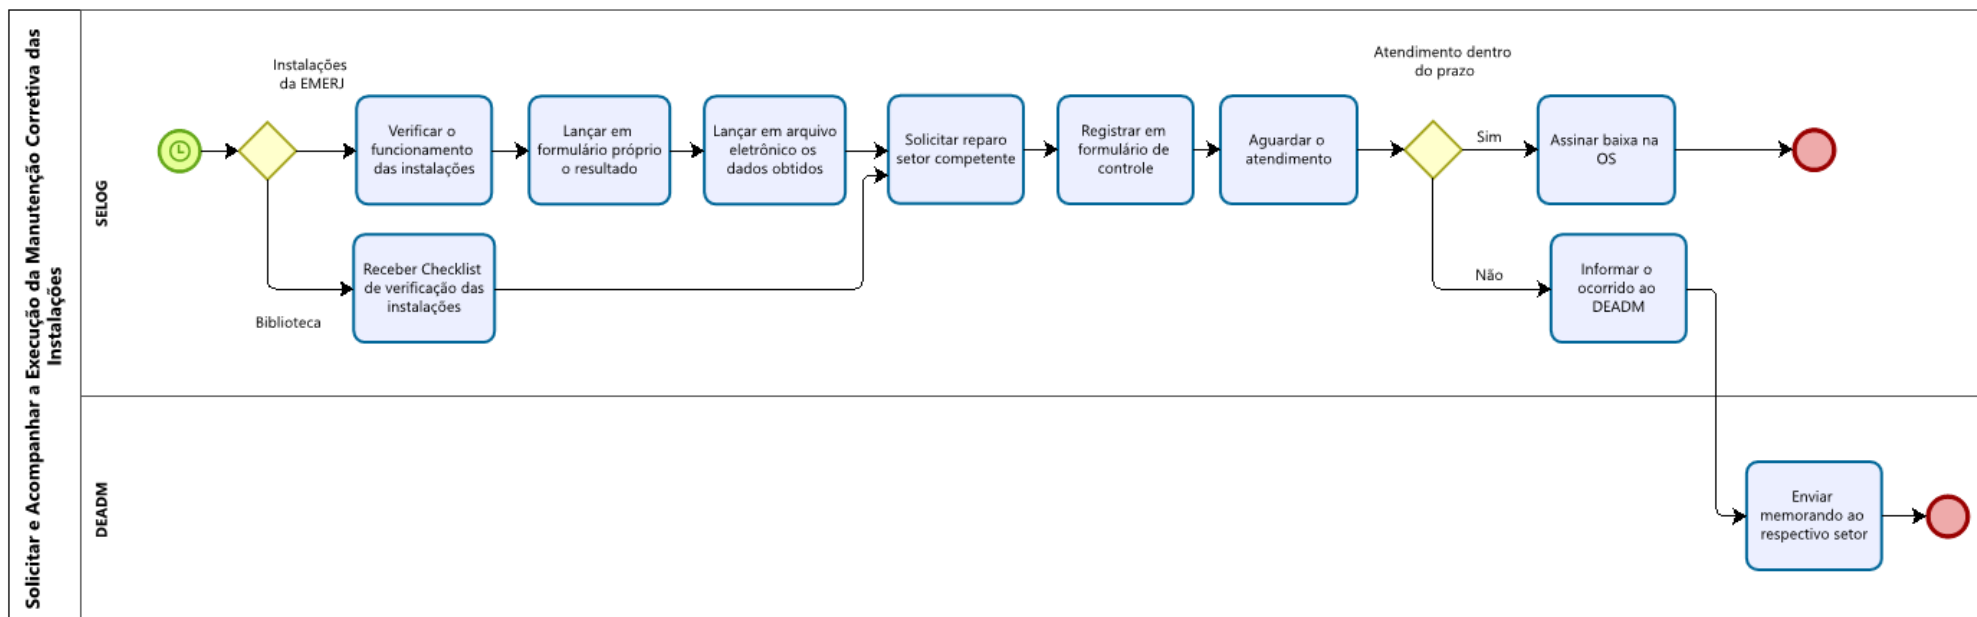 Solicitar e Acompanhar a Execução da Manutenção Corretiva das
Instalações
SELOG
Instalações
da EMERJ
Verificar o
funcionamento
das instalações
Lançar em
formulário próprio
o resultado
Lançar em arquivo
eletrônico os
dados obtidos
Solicitar reparo
setor competente
Registrar em
formulário de
controle
Aguardar o
atendimento
Atendimento dentro
do prazo
Sim
Assinar baixa na
OS
Biblioteca
Receber Checklist
de verificação das
instalações
Não
Informar o
ocorrido ao
DEADM
DEADM
Enviar
memorando ao
respectivo setor